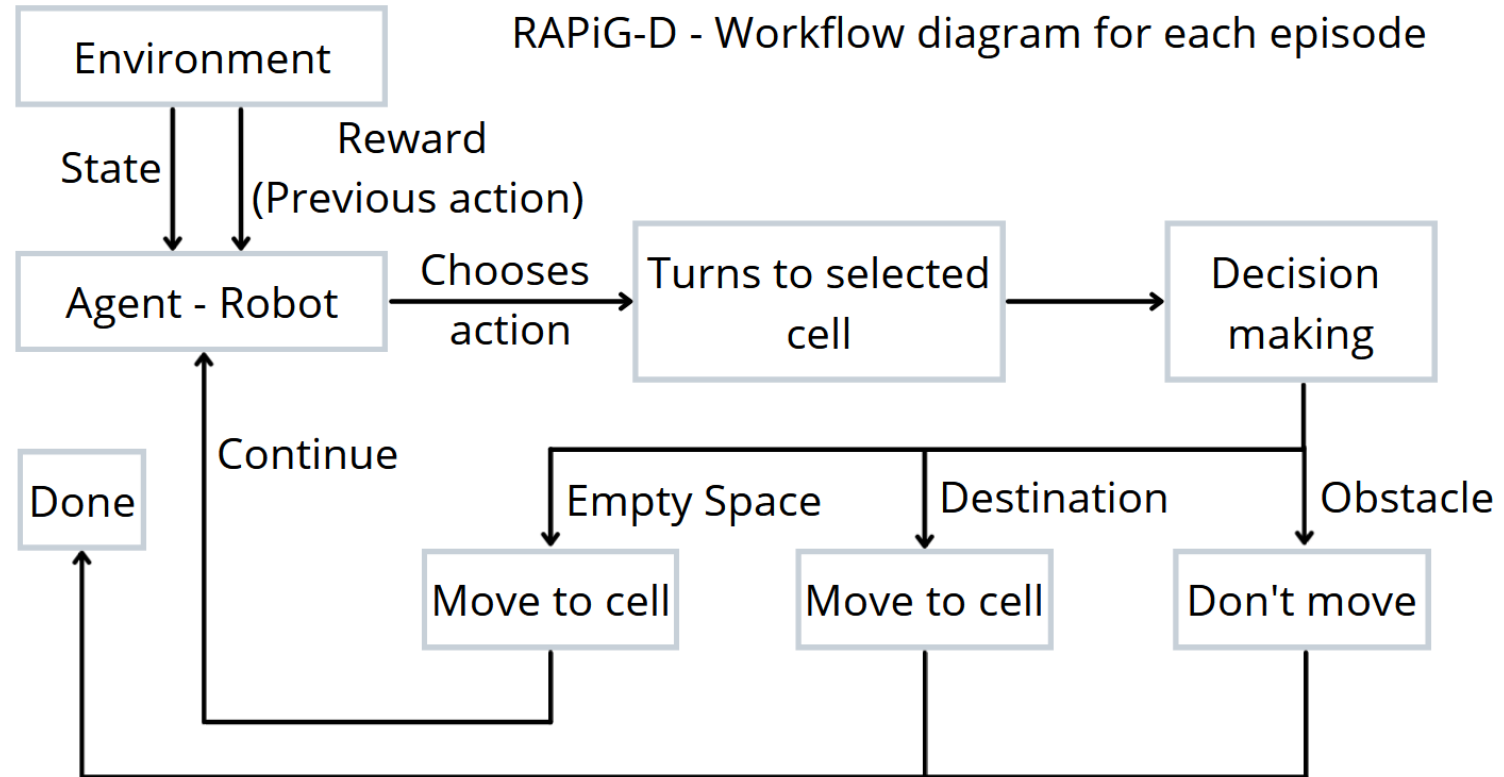 RAPiG-D - Workflow diagram for each episode
Environment
State
Reward
(Previous action)
Agent - Robot
Chooses
action
Turns to selected
cell
Decision
making
Continue
Done
Empty Space
Destination
Obstacle
Move to cell
Move to cell
Don't move